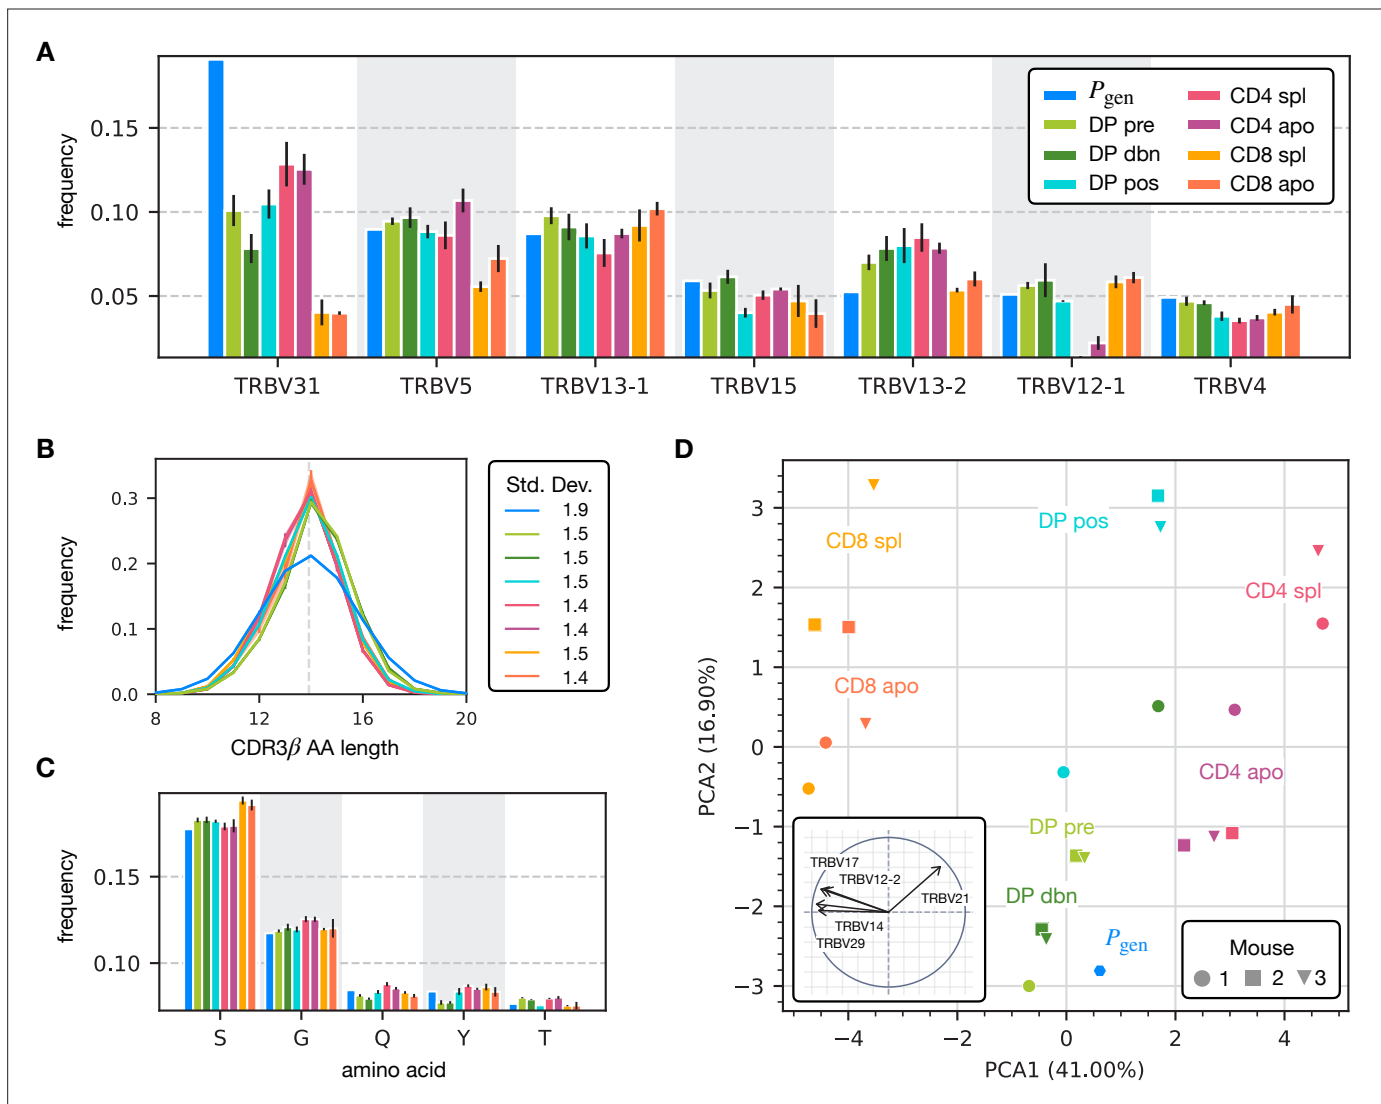 A
frequency
0.15
0.10
0.05
P gen
DP pre
DP dbn
DP pos
CD4 spl
CD4 apo
CD8 spl
CD8 apo
TRBV31 TRBV5 TRBV13-1 TRBV15 TRBV13-2 TRBV12-1 TRBV4
B
frequency
0.3
0.2
0.1
0.0
8 12 16 20
CDR3β AA length
Std. Dev.
1.9
1.5
1.5
1.5
1.4
1.4
1.5
1.4
C
frequency
0.15
0.10
S G Q Y T
amino acid
D
PCA2 (16.90%)
3
2
1
0
−1
−2
−3
CD8 spl
DP pos
CD4 spl
CD8 apo
CD4 apo
DP pre
DP dbn
P gen
TRBV17
TRBV12-2
TRBV21
TRBV14
TRBV29
Mouse
1 2 3
−4 −2 0 2 4
PCA1 (41.00%)